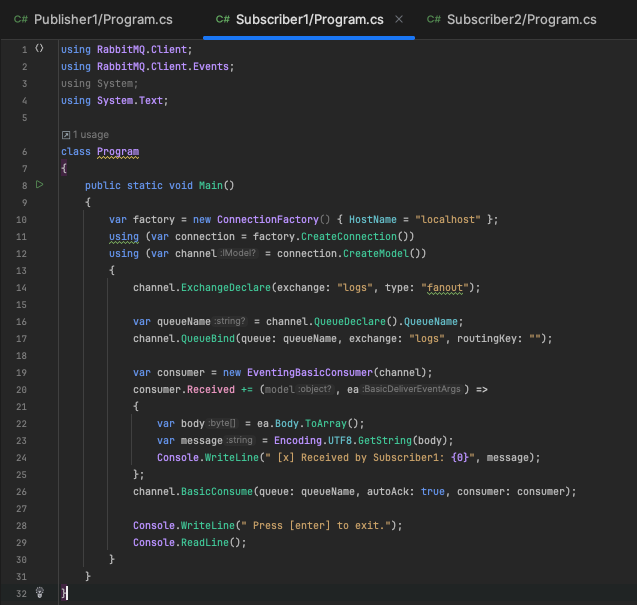 C# Publisher1/Program.cs C# Subscriber1/Program.cs × C# Subscriber2/Program.cs
1 using RabbitMQ.Client;
2 using RabbitMQ.Client.Events;
3 using System;
4 using System.Text;
5
1 usage
6 class Program
7 {
8 public static void Main()
9 {
10 var factory = new ConnectionFactory() { HostName = "localhost" };
11 using (var connection = factory.CreateConnection())
12 using (var channel :IModel? = connection.CreateModel())
13 {
14 channel.ExchangeDeclare(exchange: "logs", type: "fanout");
15
16 var queueName :string? = channel.QueueDeclare().QueueName;
17 channel.QueueBind(queue: queueName, exchange: "logs", routingKey: "");
18
19 var consumer = new EventingBasicConsumer(channel);
20 consumer.Received += (model :object? , ea :BasicDeliverEventArgs ) =>
21 {
22 var body :byte[] = ea.Body.ToArray();
23 var message :string = Encoding.UTF8.GetString(body);
24 Console.WriteLine(" [x] Received by Subscriber1: {0}", message);
25 };
26 channel.BasicConsume(queue: queueName, autoAck: true, consumer: consumer);
27
28 Console.WriteLine(" Press [enter] to exit.");
29 Console.ReadLine();
30 }
31 }
32 }